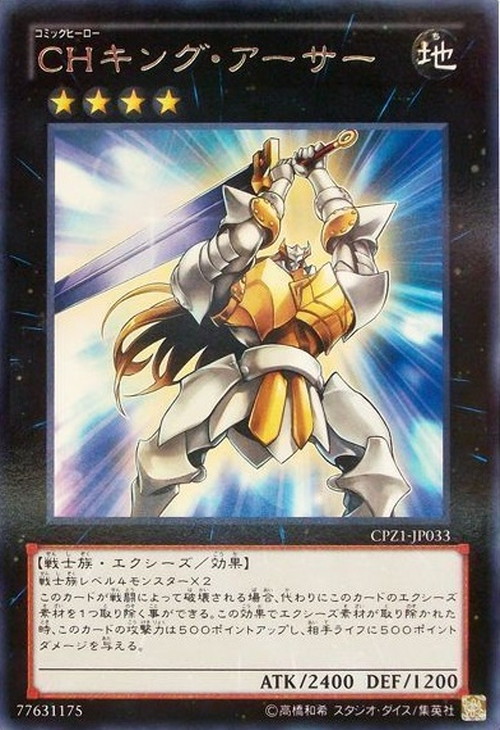 コミックヒーロー
CHキング・アーサー
地
CPZ1-JP033
【戦士族・エクシーズ／効果】
戦士族レベル４モンスター×２
このカードが戦闘によって破壊される場合、代わりにこのカードのエクシーズ
素材を１つ取り除く事ができる。この効果でエクシーズ素材が取り除かれた
時、このカードの攻撃力は５００ポイントアップし、相手ライフに５００ポイント
ダメージを与える。
ATK/2400 DEF/1200
77631175
©高橋和希 スタジオ・ダイス/集英社